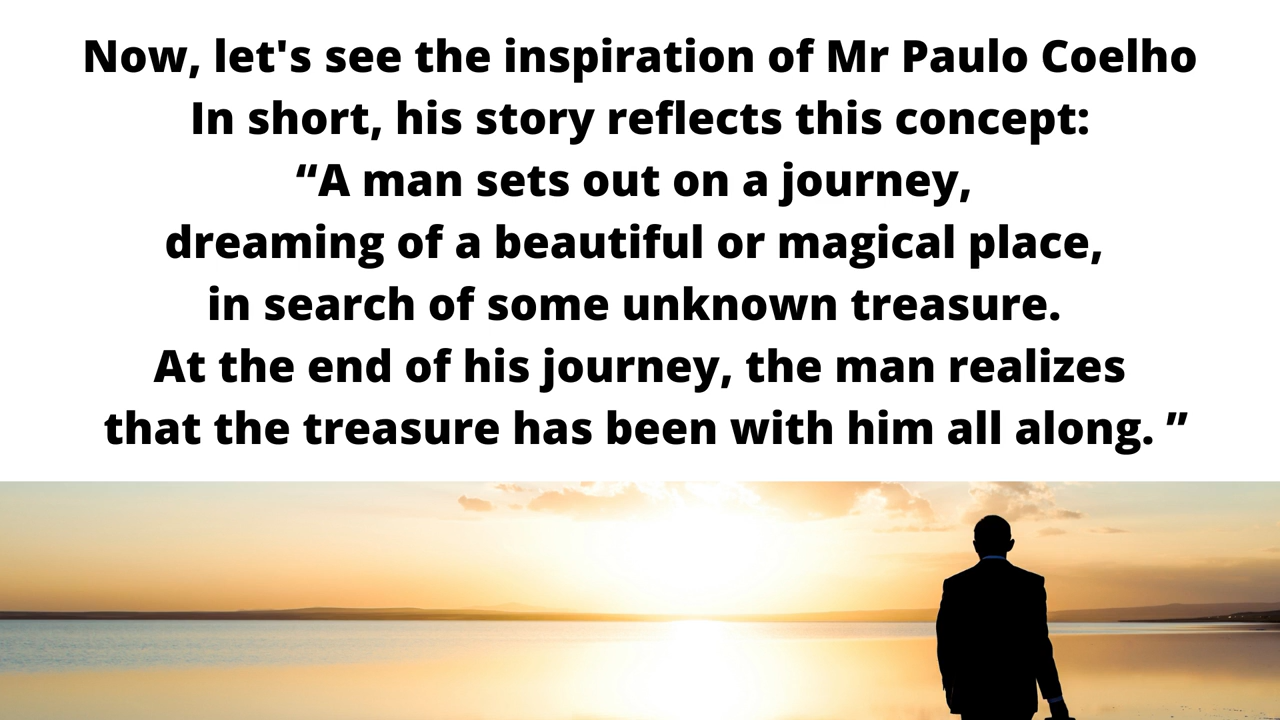 Now, let's see the inspiration of Mr Paulo Coelho
In short, his story reflects this concept:
“A man sets out on a journey,
dreaming of a beautiful or magical place,
in search of some unknown treasure.
At the end of his journey, the man realizes
that the treasure has been with him all along. ”